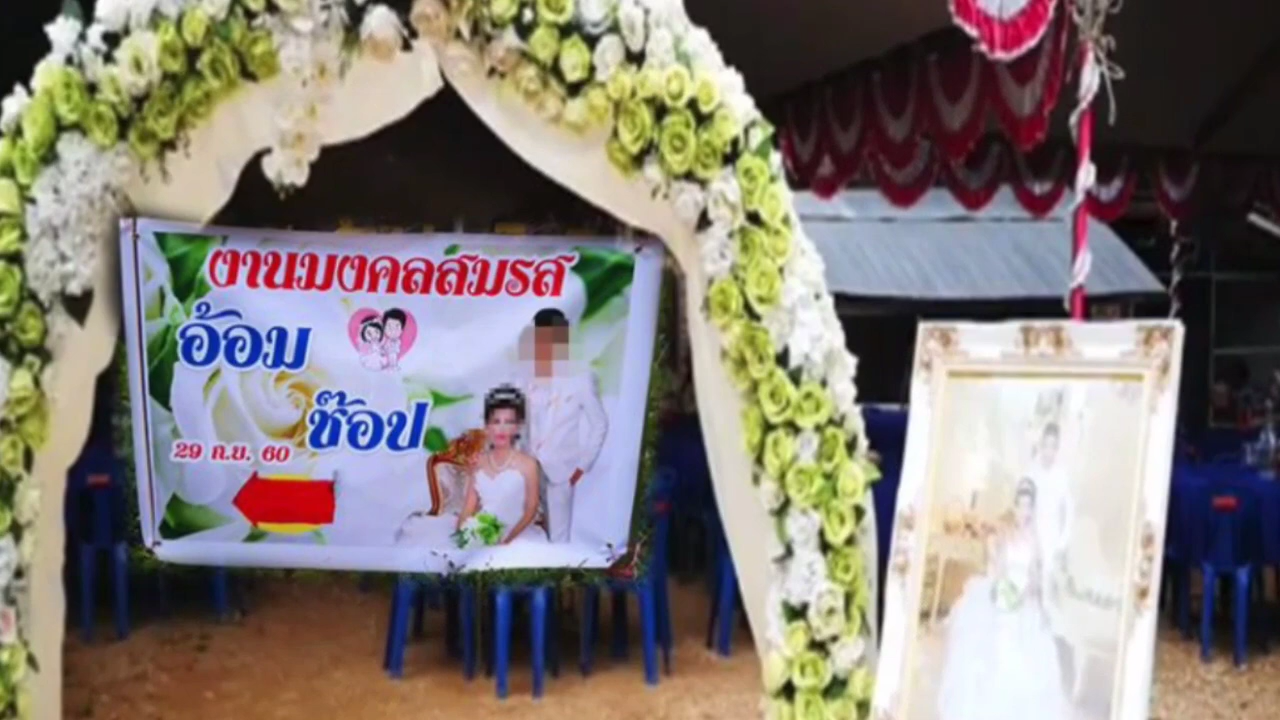 งานมงคลสมรส
อ้อม
ช๊อป
29 ก.ย. 60